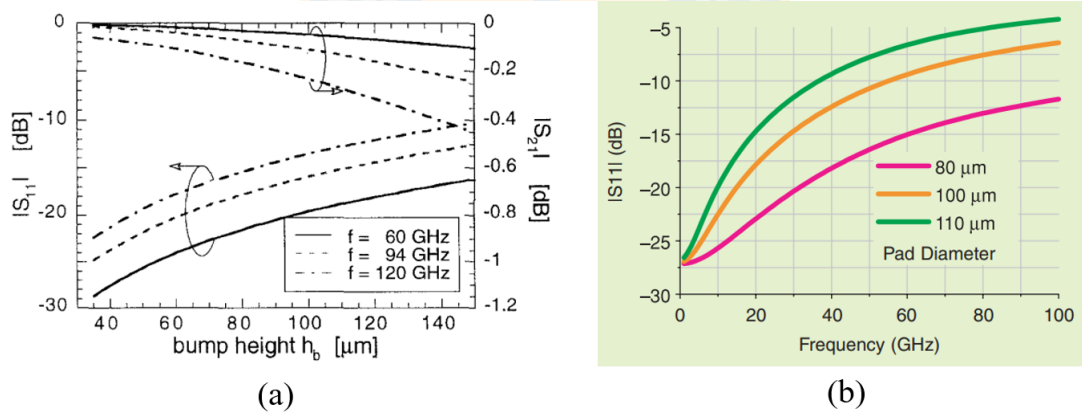 0
-10
-20
-30
|S11| [dB]
0
-0.2
-0.4
-0.6
-0.8
-1
-1.2
|S21| [dB]
f = 60 GHz
f = 94 GHz
f = 120 GHz
40 60 80 100 120 140
bump height hb [μm]
(a)
−5
−10
−15
−20
−25
−30
|S11| (dB)
80 μm
100 μm
110 μm
Pad Diameter
0 20 40 60 80 100
Frequency (GHz)
(b)